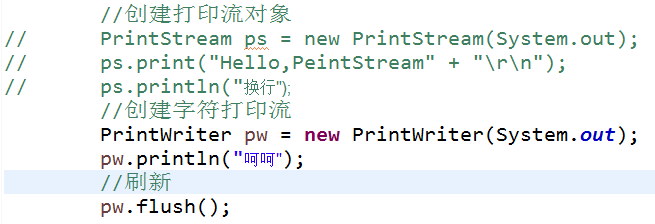 //创建打印流对象
// PrintStream ps = new PrintStream(System.out);
// ps.print("Hello,PeintStream" + "\r\n");
// ps.println("换行");
//创建字符打印流
PrintWriter pw = new PrintWriter(System.out);
pw.println("呵呵");
//刷新
pw.flush();